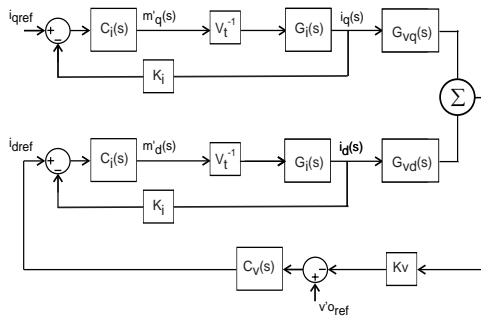 iqref
+
−
Ci(s)
m'q(s)
Vt-1
Gi(s)
iq(s)
Gvq(s)
Ki
Σ
idref
+
−
Ci(s)
m'd(s)
Vt-1
Gi(s)
id(s)
Gvd(s)
Ki
Cv(s)
−
+
Kv
v'oref